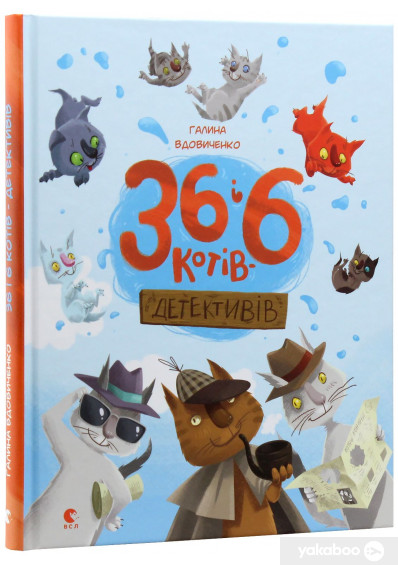 ГАЛИНА
ВДОВИЧЕНКО
36 і 6
КОТІВ-
ДЕТЕКТИВІВ
ГАЛИНА ВДОВИЧЕНКО 36 І 6 КОТІВ - ДЕТЕКТИВІВ
ВСЛ
yakaboo